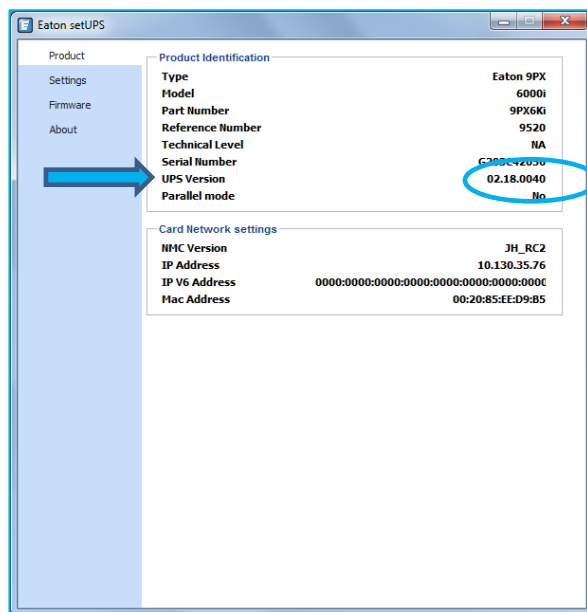 Eaton setUPS
Product
Settings
Firmware
About
Product Identification
Type Eaton 9PX
Model 6000i
Part Number 9PX6Ki
Reference Number 9520
Technical Level NA
Serial Number
UPS Version 02.18.0040
Parallel mode No
Card Network settings
NMC Version JH_RC2
IP Address 10.130.35.76
IP V6 Address 0000:0000:0000:0000:0000:0000:0000:0000
Mac Address 00:20:85:EE:D9:B5